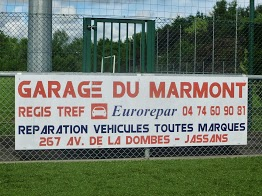 GARAGE DU MARMONT
REGIS TREF Eurorepar 04 74 60 90 81
REPARATION VEHICULES TOUTES MARQUES
267 AV. DE LA DOMBES - JASSANS